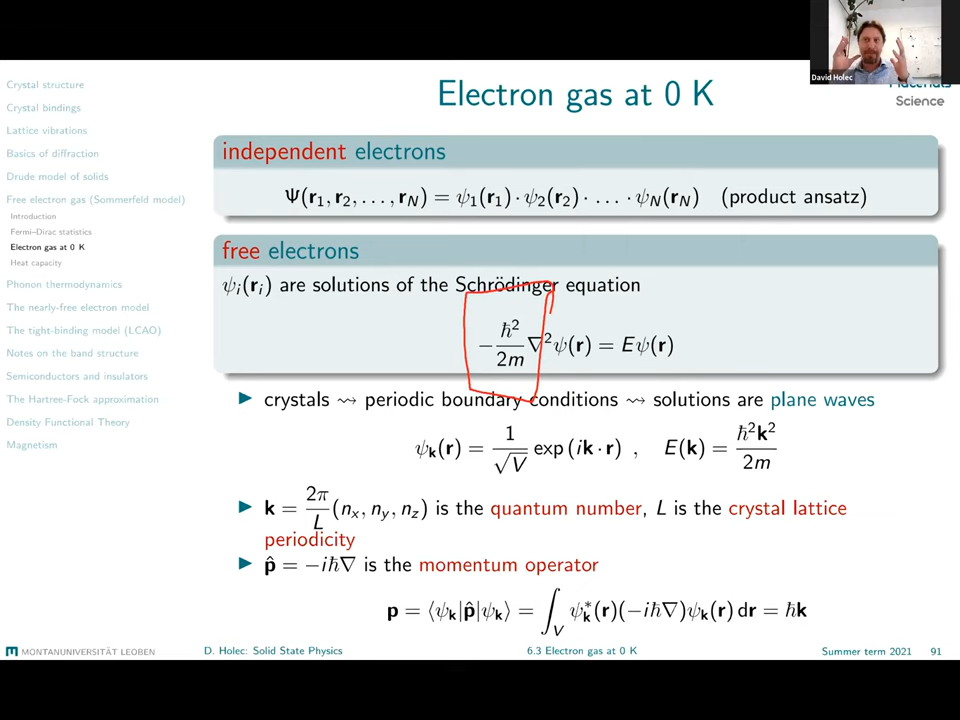 David Holec
Materials
Science
Electron gas at 0 K
Crystal structure
Crystal bindings
Lattice vibrations
Basics of diffraction
Drude model of solids
Free electron gas (Sommerfeld model)
Introduction
Fermi–Dirac statistics
Electron gas at 0 K
Heat capacity
Phonon thermodynamics
The nearly-free electron model
The tight-binding model (LCAO)
Notes on the band structure
Semiconductors and insulators
The Hartree-Fock approximation
Density Functional Theory
Magnetism
independent electrons
Ψ(r₁, r₂, . . . , r_N) = ψ₁(r₁) · ψ₂(r₂) · . . . · ψ_N(r_N) (product ansatz)
free electrons
ψᵢ(rᵢ) are solutions of the Schrödinger equation
−ℏ²/2m ∇²ψ(r) = Eψ(r)
▶ crystals ⇝ periodic boundary conditions ⇝ solutions are plane waves
ψ_k(r) = 1/√V exp (ik · r) , E(k) = ℏ²k²/2m
▶ k = 2π/L (n_x, n_y, n_z) is the quantum number, L is the crystal lattice
periodicity
▶ p̂ = −iℏ∇ is the momentum operator
p = ⟨ψ_k|p̂|ψ_k⟩ = ∫_V ψ*_k(r)(−iℏ∇)ψ_k(r) dr = ℏk
MONTANUNIVERSITÄT LEOBEN
D. Holec: Solid State Physics
6.3 Electron gas at 0 K
Summer term 2021 91